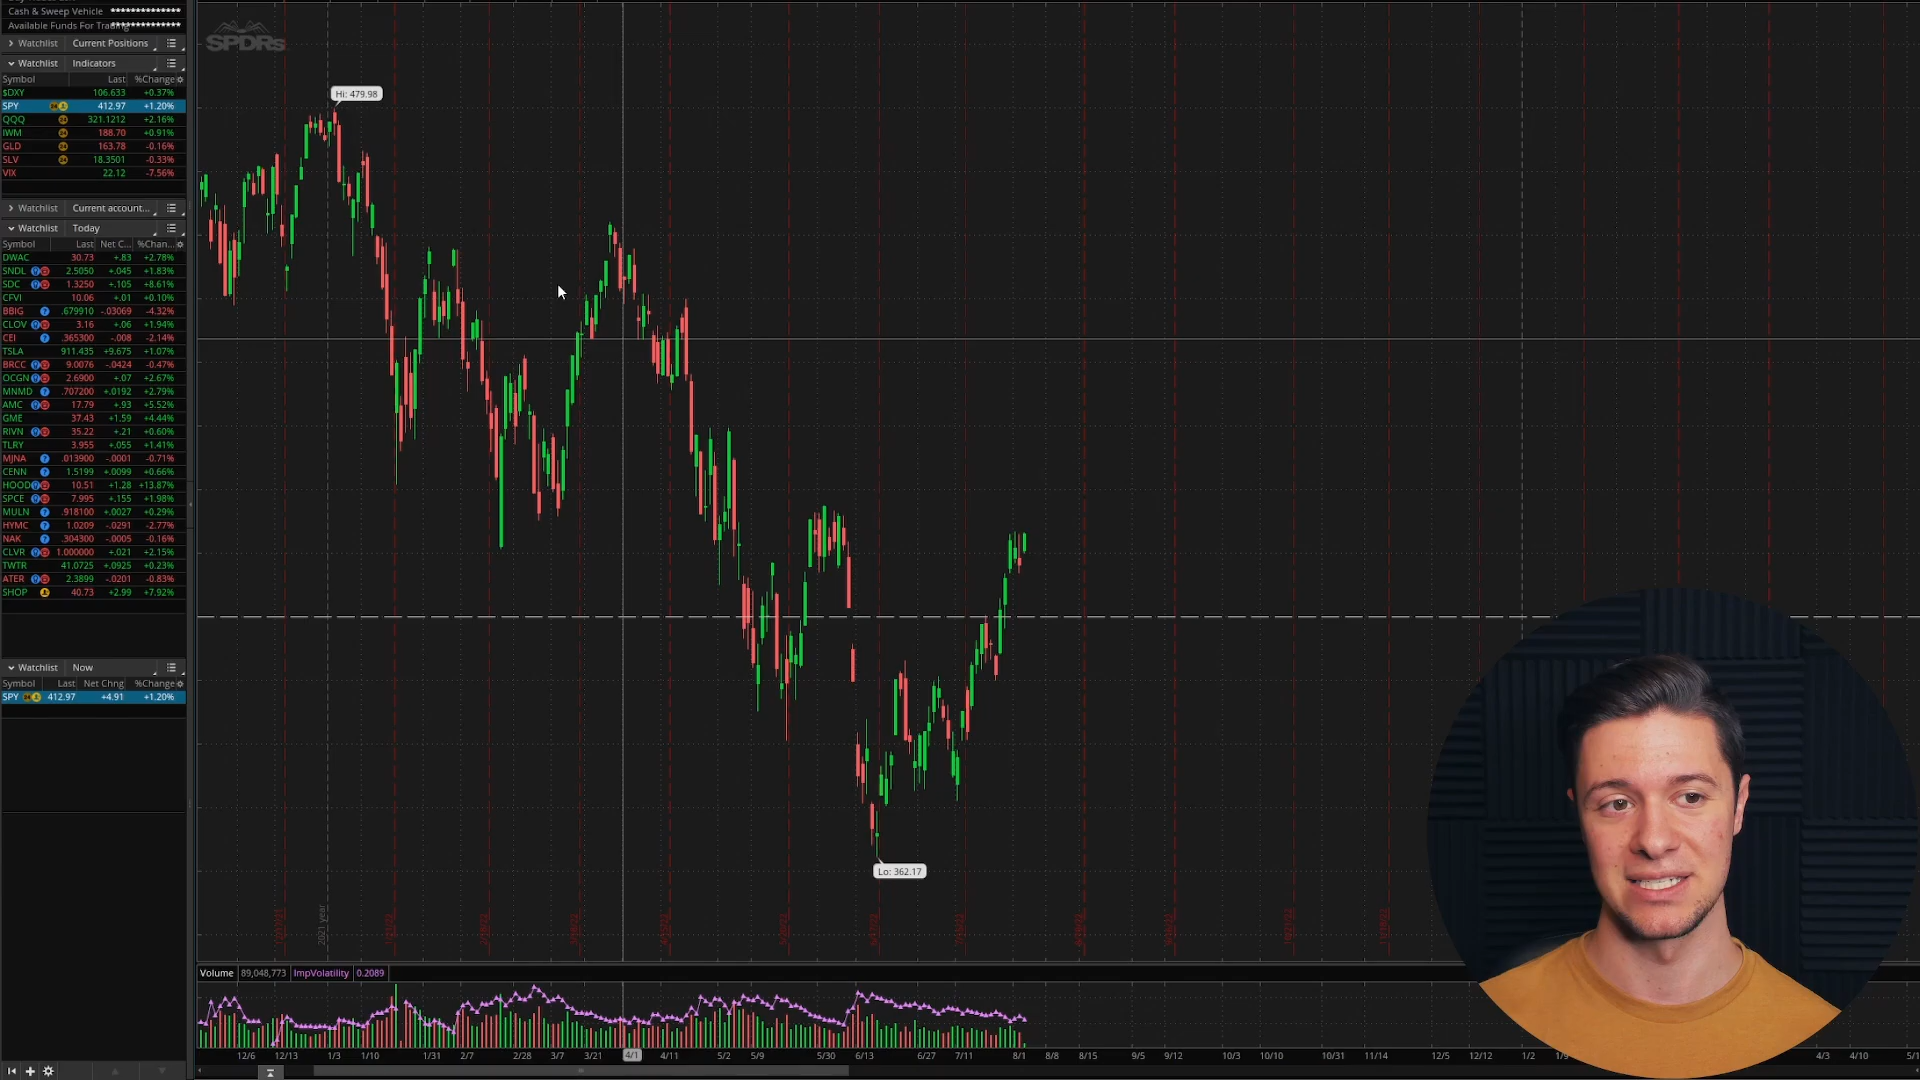 Cash & Sweep Vehicle **************
Available Funds For Trading **************
Watchlist Current Positions
Watchlist Indicators
Symbol Last %Change
$DXY 106.633 +0.37%
SPY 412.97 +1.20%
QQQ 321.1212 +2.16%
IWM 188.70 +0.91%
GLD 163.78 -0.16%
SLV 18.3501 -0.33%
VIX 22.12 -7.56%
Watchlist Current account...
Watchlist Today
Symbol Last Net C... %Chan...
DWAC 30.73 +.83 +2.78%
SNDL 2.5050 +.045 +1.83%
SDC 1.3250 +.105 +8.61%
CFVI 10.06 +.01 +0.10%
BBIG .679910 -.03069 -4.32%
CLOV 3.16 +.06 +1.94%
CEI .365300 -.008 -2.14%
TSLA 911.435 +9.675 +1.07%
BRCC 9.0076 -.0424 -0.47%
OCGN 2.6900 +.07 +2.67%
MNMD .707200 +.0192 +2.79%
AMC 17.79 +.93 +5.52%
GME 37.43 +1.59 +4.44%
RIVN 35.22 +.21 +0.60%
TLRY 3.955 +.055 +1.41%
MJNA .013900 -.0001 -0.71%
CENN 1.5199 +.0099 +0.66%
HOOD 10.51 +1.28 +13.87%
SPCE 7.995 +.155 +1.98%
MULN .918100 +.0027 +0.29%
HYMC 1.0209 -.0291 -2.77%
NAK .304300 -.0005 -0.16%
CLVR 1.000000 +.021 +2.15%
TWTR 41.0725 +.0925 +0.23%
ATER 2.3899 -.0201 -0.83%
SHOP 40.73 +2.99 +7.92%
Watchlist Now
Symbol Last Net Chng %Change
SPY 412.97 +4.91 +1.20%
SPDRs
Hi: 479.98
Lo: 362.17
2021 year
Volume 89,048,773 ImpVolatility 0.2089
12/6 12/13 1/3 1/10 1/31 2/7 2/28 3/7 3/21 4/1 4/11 5/2 5/9 5/30 6/13 6/27 7/11 8/1 8/8 8/15 9/5 9/12 10/3 10/10 10/31 11/14 12/5 12/12 1/2 4/3 4/10